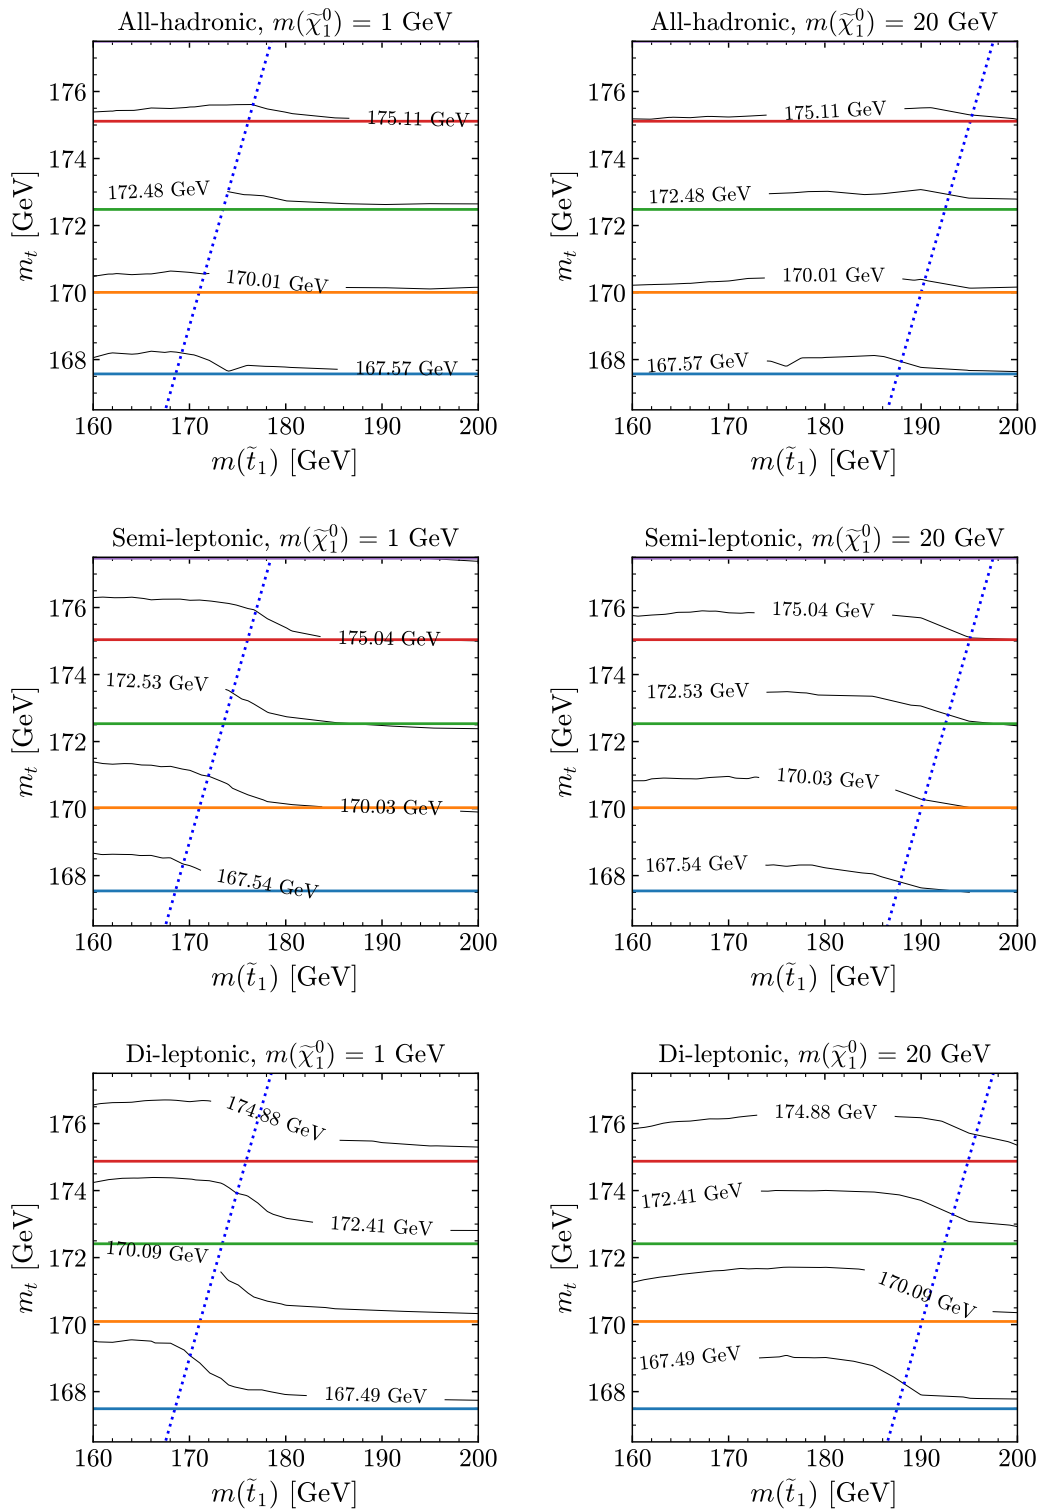 All-hadronic, m(χ̃₁⁰) = 1 GeV
176
174
172
170
168
m_t [GeV]
175.11 GeV
172.48 GeV
170.01 GeV
167.57 GeV
160 170 180 190 200
m(t̃₁) [GeV]
All-hadronic, m(χ̃₁⁰) = 20 GeV
176
174
172
170
168
m_t [GeV]
175.11 GeV
172.48 GeV
170.01 GeV
167.57 GeV
160 170 180 190 200
m(t̃₁) [GeV]
Semi-leptonic, m(χ̃₁⁰) = 1 GeV
176
174
172
170
168
m_t [GeV]
175.04 GeV
172.53 GeV
170.03 GeV
167.54 GeV
160 170 180 190 200
m(t̃₁) [GeV]
Semi-leptonic, m(χ̃₁⁰) = 20 GeV
176
174
172
170
168
m_t [GeV]
175.04 GeV
172.53 GeV
170.03 GeV
167.54 GeV
160 170 180 190 200
m(t̃₁) [GeV]
Di-leptonic, m(χ̃₁⁰) = 1 GeV
176
174
172
170
168
m_t [GeV]
174.88 GeV
172.41 GeV
170.09 GeV
167.49 GeV
160 170 180 190 200
m(t̃₁) [GeV]
Di-leptonic, m(χ̃₁⁰) = 20 GeV
176
174
172
170
168
m_t [GeV]
174.88 GeV
172.41 GeV
170.09 GeV
167.49 GeV
160 170 180 190 200
m(t̃₁) [GeV]